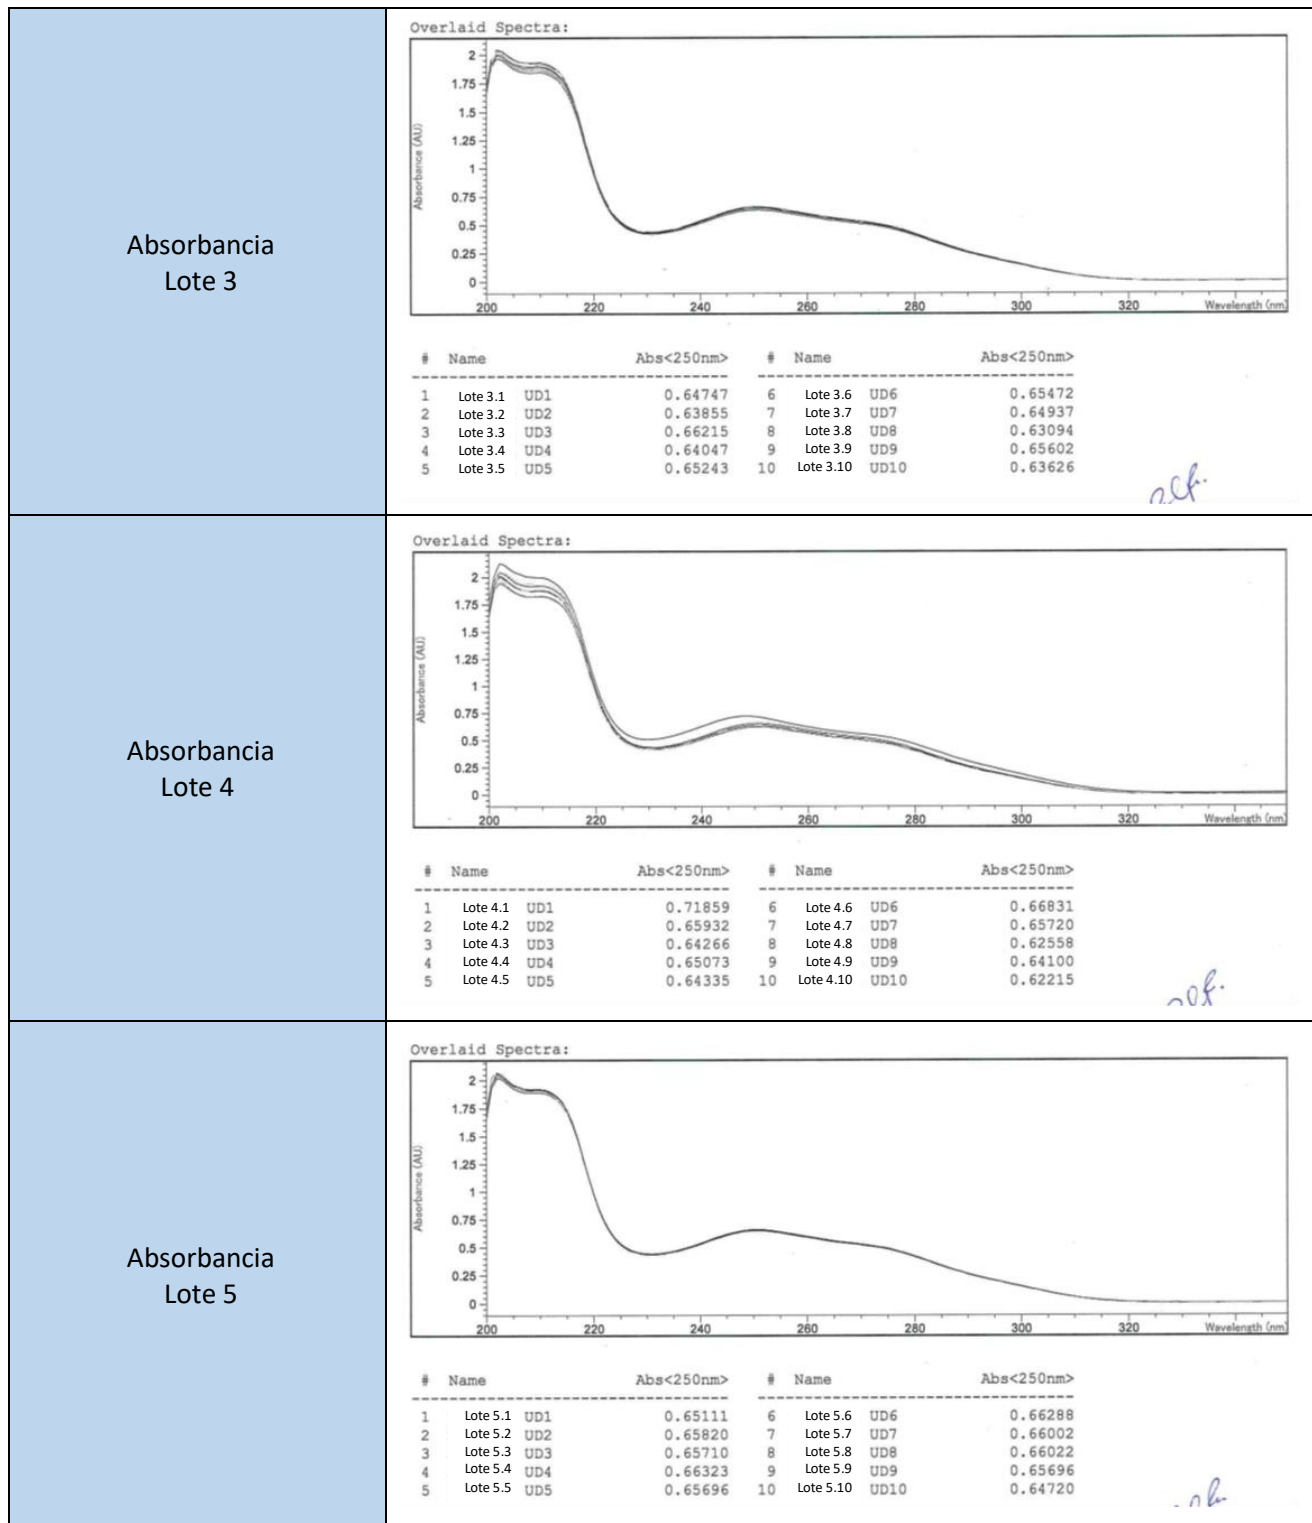 Absorbancia
Lote 3
Overlaid Spectra:
Absorbance (AU)
2
1.75
1.5
1.25
1
0.75
0.5
0.25
0
200 220 240 260 280 300 320 Wavelength (nm)
# Name Abs<250nm> # Name Abs<250nm>
1 Lote 3.1 UD1 0.64747 6 Lote 3.6 UD6 0.65472
2 Lote 3.2 UD2 0.63855 7 Lote 3.7 UD7 0.64937
3 Lote 3.3 UD3 0.66215 8 Lote 3.8 UD8 0.63094
4 Lote 3.4 UD4 0.64047 9 Lote 3.9 UD9 0.65602
5 Lote 3.5 UD5 0.65243 10 Lote 3.10 UD10 0.63626
Absorbancia
Lote 4
Overlaid Spectra:
Absorbance (AU)
2
1.75
1.5
1.25
1
0.75
0.5
0.25
0
200 220 240 260 280 300 320 Wavelength (nm)
# Name Abs<250nm> # Name Abs<250nm>
1 Lote 4.1 UD1 0.71859 6 Lote 4.6 UD6 0.66831
2 Lote 4.2 UD2 0.65932 7 Lote 4.7 UD7 0.65720
3 Lote 4.3 UD3 0.64266 8 Lote 4.8 UD8 0.62558
4 Lote 4.4 UD4 0.65073 9 Lote 4.9 UD9 0.64100
5 Lote 4.5 UD5 0.64335 10 Lote 4.10 UD10 0.62215
Absorbancia
Lote 5
Overlaid Spectra:
Absorbance (AU)
2
1.75
1.5
1.25
1
0.75
0.5
0.25
0
200 220 240 260 280 300 320 Wavelength (nm)
# Name Abs<250nm> # Name Abs<250nm>
1 Lote 5.1 UD1 0.65111 6 Lote 5.6 UD6 0.66288
2 Lote 5.2 UD2 0.65820 7 Lote 5.7 UD7 0.66002
3 Lote 5.3 UD3 0.65710 8 Lote 5.8 UD8 0.66022
4 Lote 5.4 UD4 0.66323 9 Lote 5.9 UD9 0.65696
5 Lote 5.5 UD5 0.65696 10 Lote 5.10 UD10 0.64720